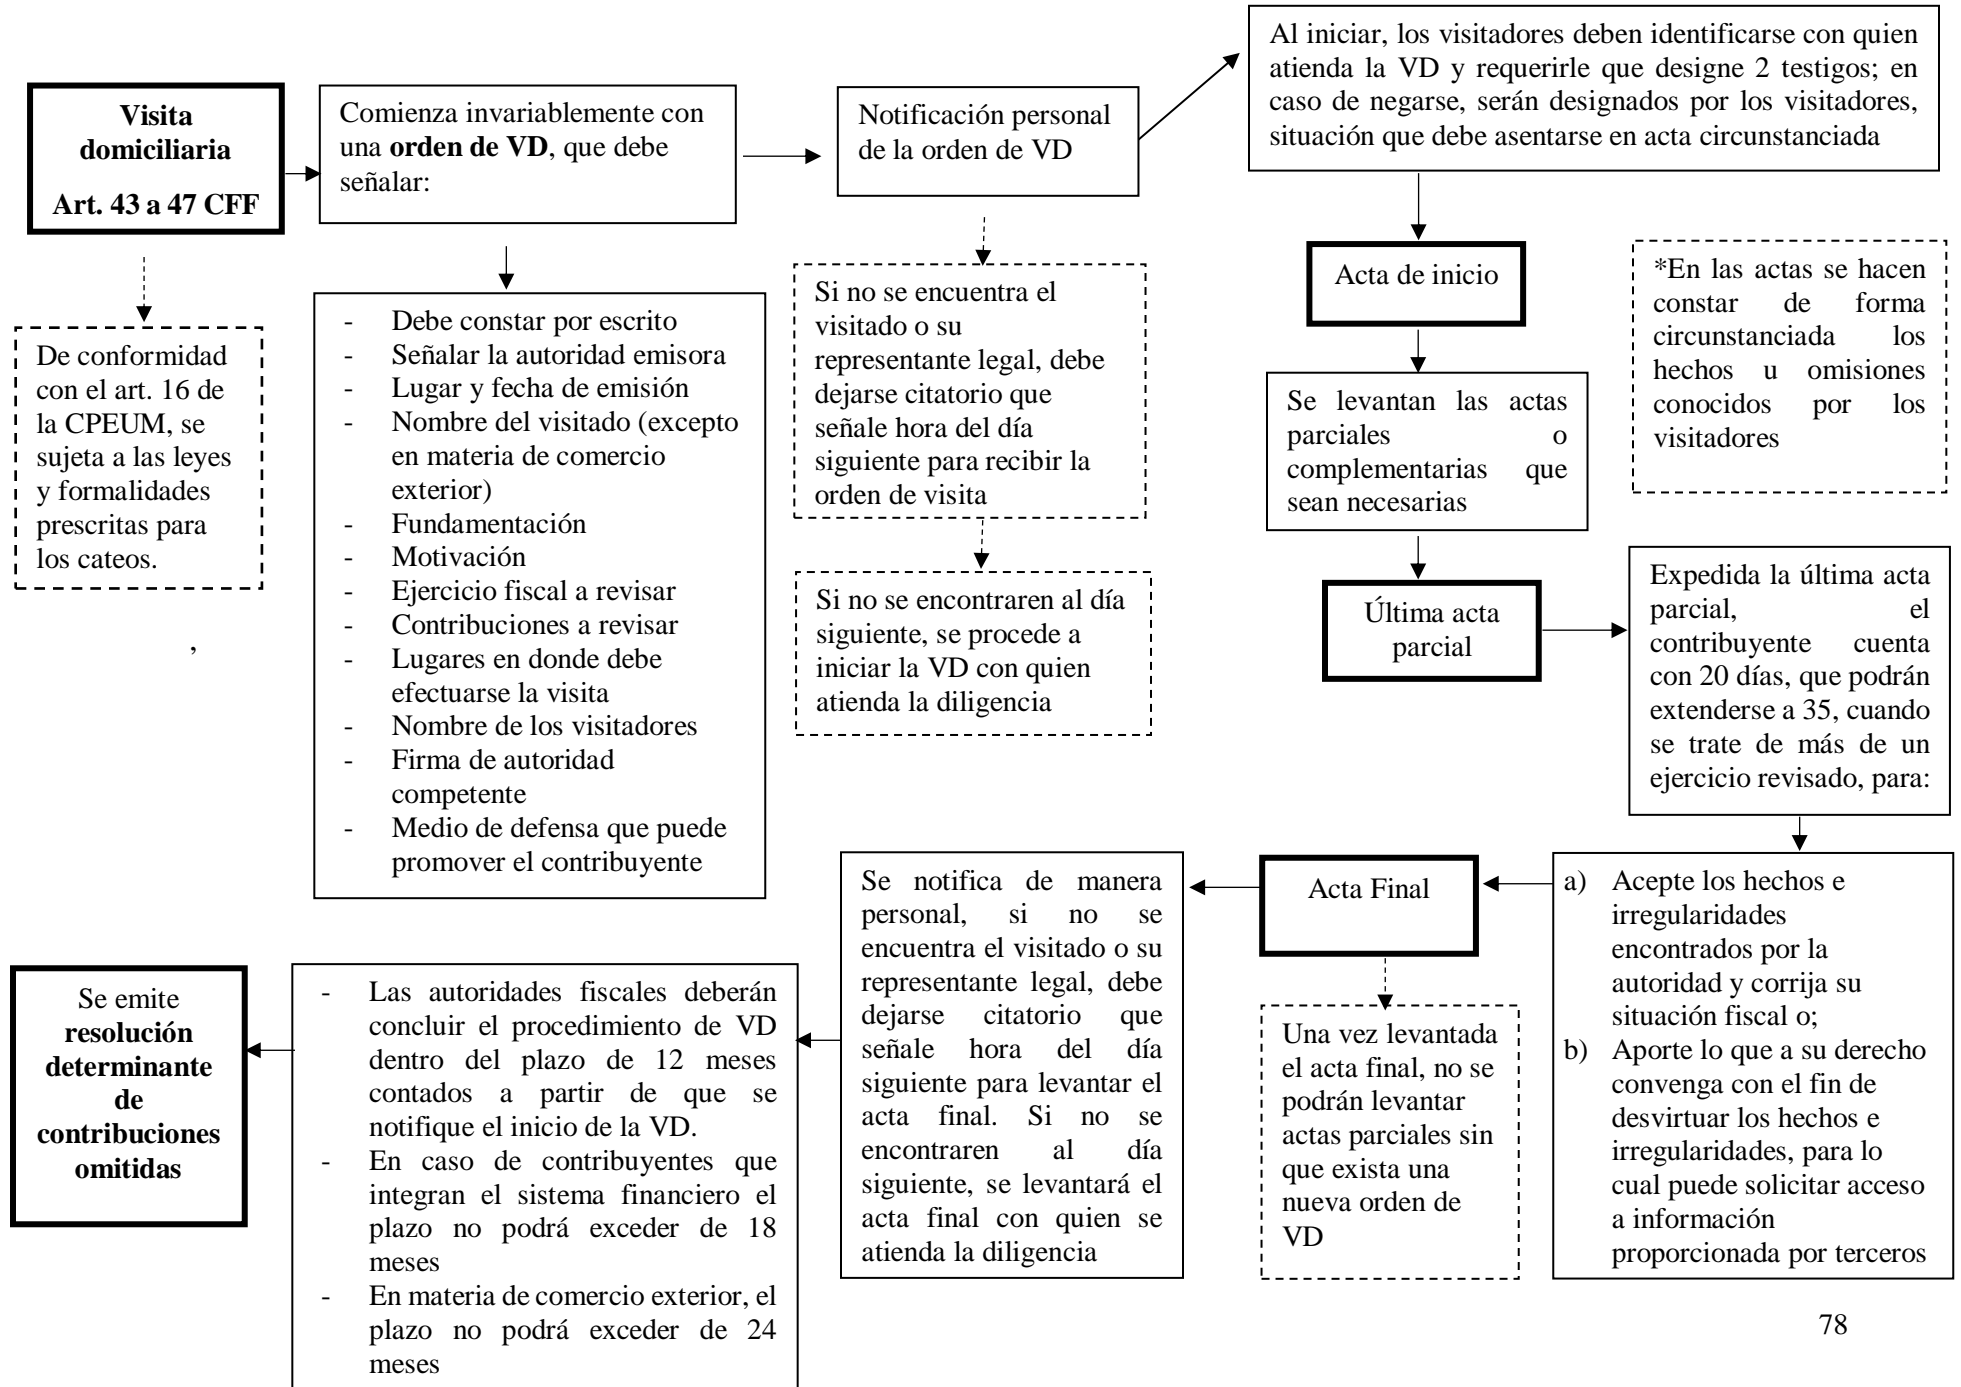 Visita
domiciliaria
Art. 43 a 47 CFF
De conformidad
con el art. 16 de
la CPEUM, se
sujeta a las leyes
y formalidades
prescritas para
los cateos.
,
Comienza invariablemente con
una orden de VD, que debe
señalar:
- Debe constar por escrito
- Señalar la autoridad emisora
- Lugar y fecha de emisión
- Nombre del visitado (excepto
en materia de comercio
exterior)
- Fundamentación
- Motivación
- Ejercicio fiscal a revisar
- Contribuciones a revisar
- Lugares en donde debe
efectuarse la visita
- Nombre de los visitadores
- Firma de autoridad
competente
- Medio de defensa que puede
promover el contribuyente
Notificación personal
de la orden de VD
Si no se encuentra el
visitado o su
representante legal, debe
dejarse citatorio que
señale hora del día
siguiente para recibir la
orden de visita
Si no se encontraren al día
siguiente, se procede a
iniciar la VD con quien
atienda la diligencia
Al iniciar, los visitadores deben identificarse con quien
atienda la VD y requerirle que designe 2 testigos; en
caso de negarse, serán designados por los visitadores,
situación que debe asentarse en acta circunstanciada
Acta de inicio
*En las actas se hacen
constar de forma
circunstanciada los
hechos u omisiones
conocidos por los
visitadores
Se levantan las actas
parciales o
complementarias que
sean necesarias
Última acta
parcial
Expedida la última acta
parcial, el
contribuyente cuenta
con 20 días, que podrán
extenderse a 35, cuando
se trate de más de un
ejercicio revisado, para:
a) Acepte los hechos e
irregularidades
encontrados por la
autoridad y corrija su
situación fiscal o;
b) Aporte lo que a su derecho
convenga con el fin de
desvirtuar los hechos e
irregularidades, para lo
cual puede solicitar acceso
a información
proporcionada por terceros
Acta Final
Una vez levantada
el acta final, no se
podrán levantar
actas parciales sin
que exista una
nueva orden de
VD
Se notifica de manera
personal, si no se
encuentra el visitado o su
representante legal, debe
dejarse citatorio que
señale hora del día
siguiente para levantar el
acta final. Si no se
encontraren al día
siguiente, se levantará el
acta final con quien se
atienda la diligencia
- Las autoridades fiscales deberán
concluir el procedimiento de VD
dentro del plazo de 12 meses
contados a partir de que se
notifique el inicio de la VD.
- En caso de contribuyentes que
integran el sistema financiero el
plazo no podrá exceder de 18
meses
- En materia de comercio exterior, el
plazo no podrá exceder de 24
meses
Se emite
resolución
determinante
de
contribuciones
omitidas
78